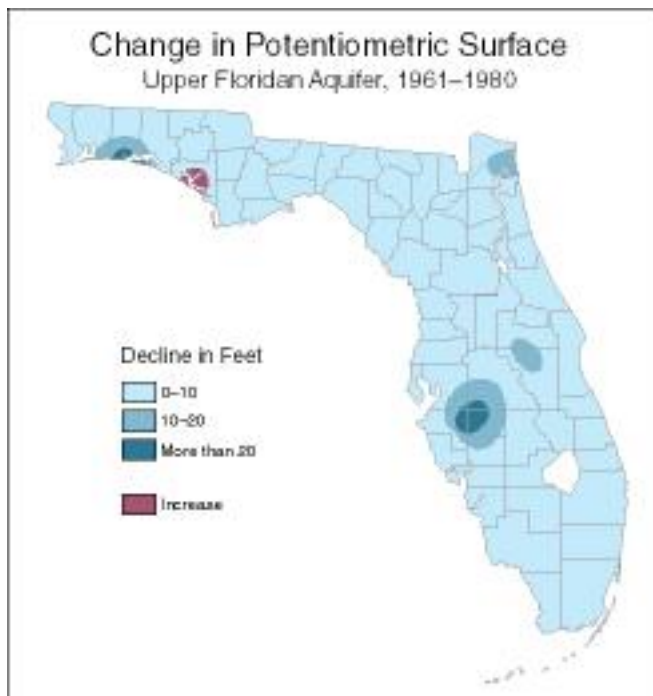 Change in Potentiometric Surface
Upper Floridan Aquifer, 1961–1980
Decline in Feet
0–10
10–20
More than 20
Increase